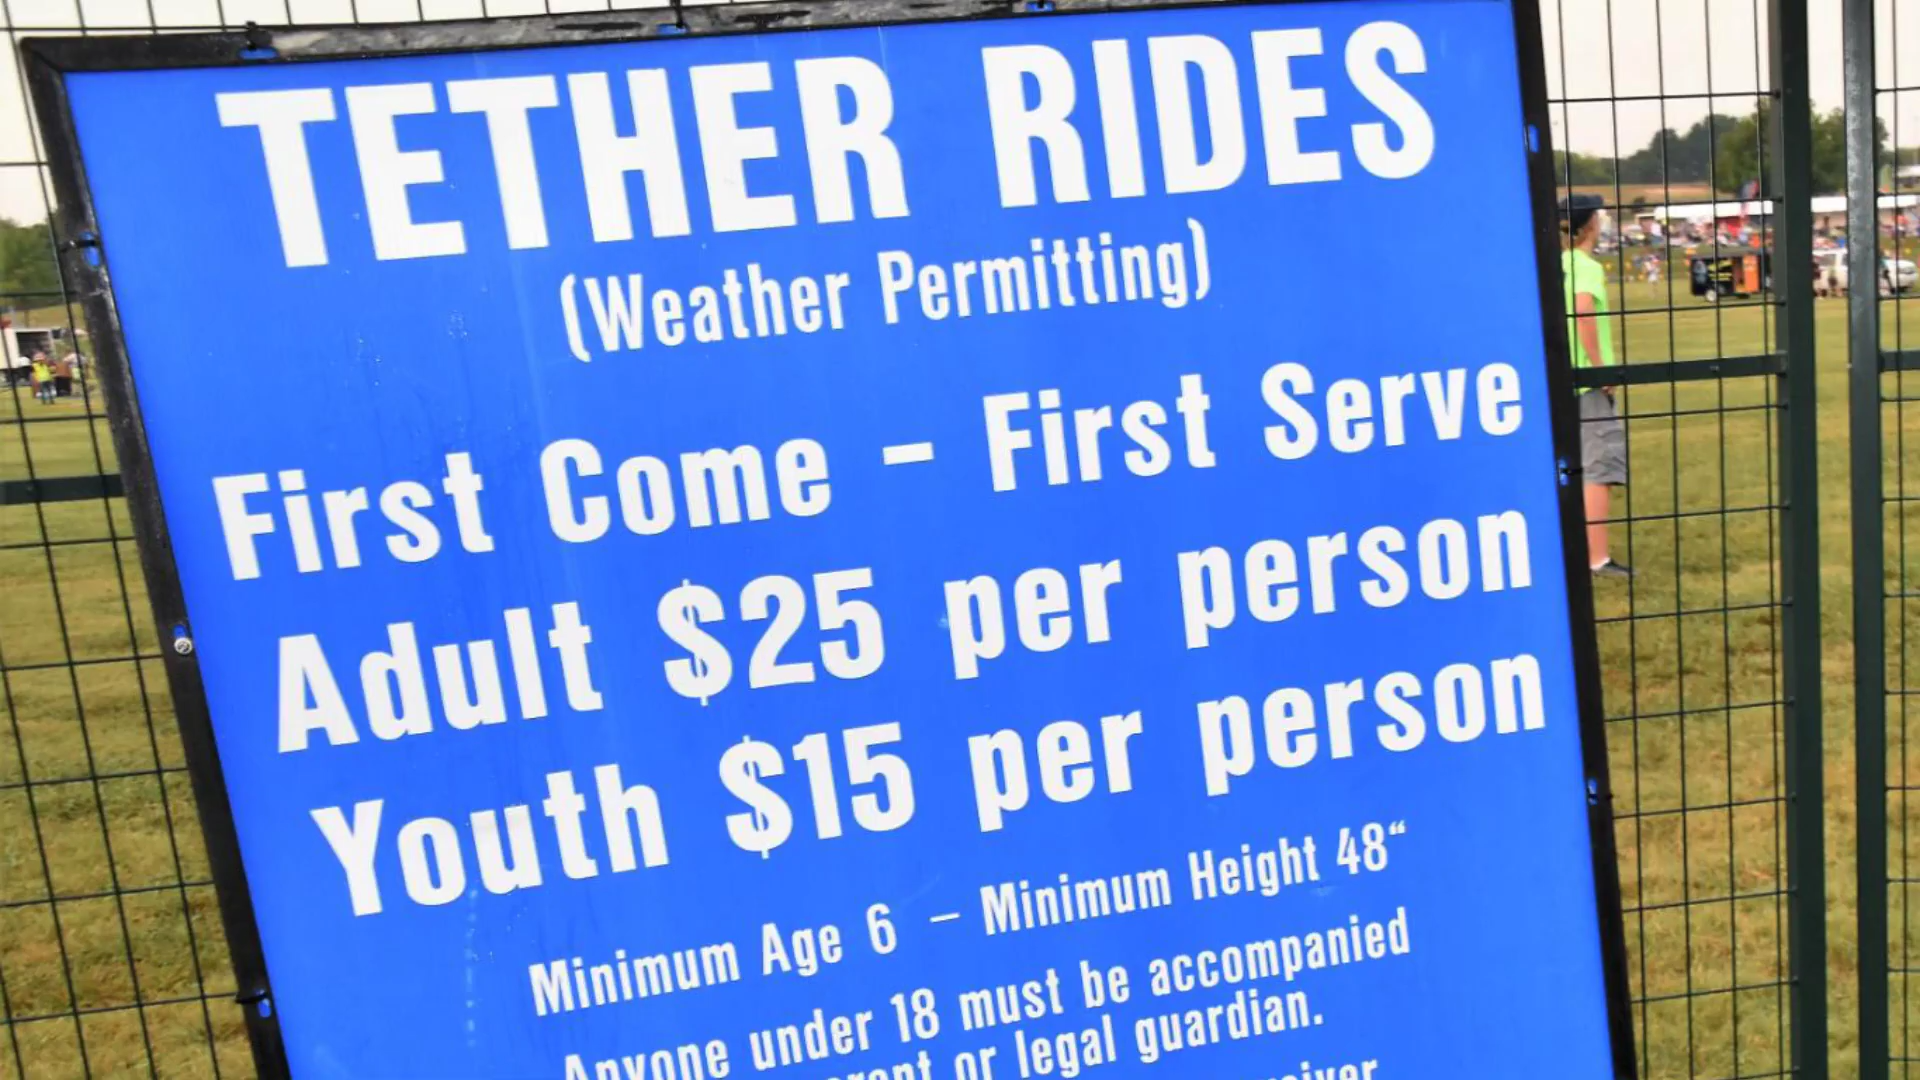 TETHER RIDES
(Weather Permitting)
First Come - First Serve
Adult $25 per person
Youth $15 per person
Minimum Age 6 – Minimum Height 48“
Anyone under 18 must be accompanied
or legal guardian.